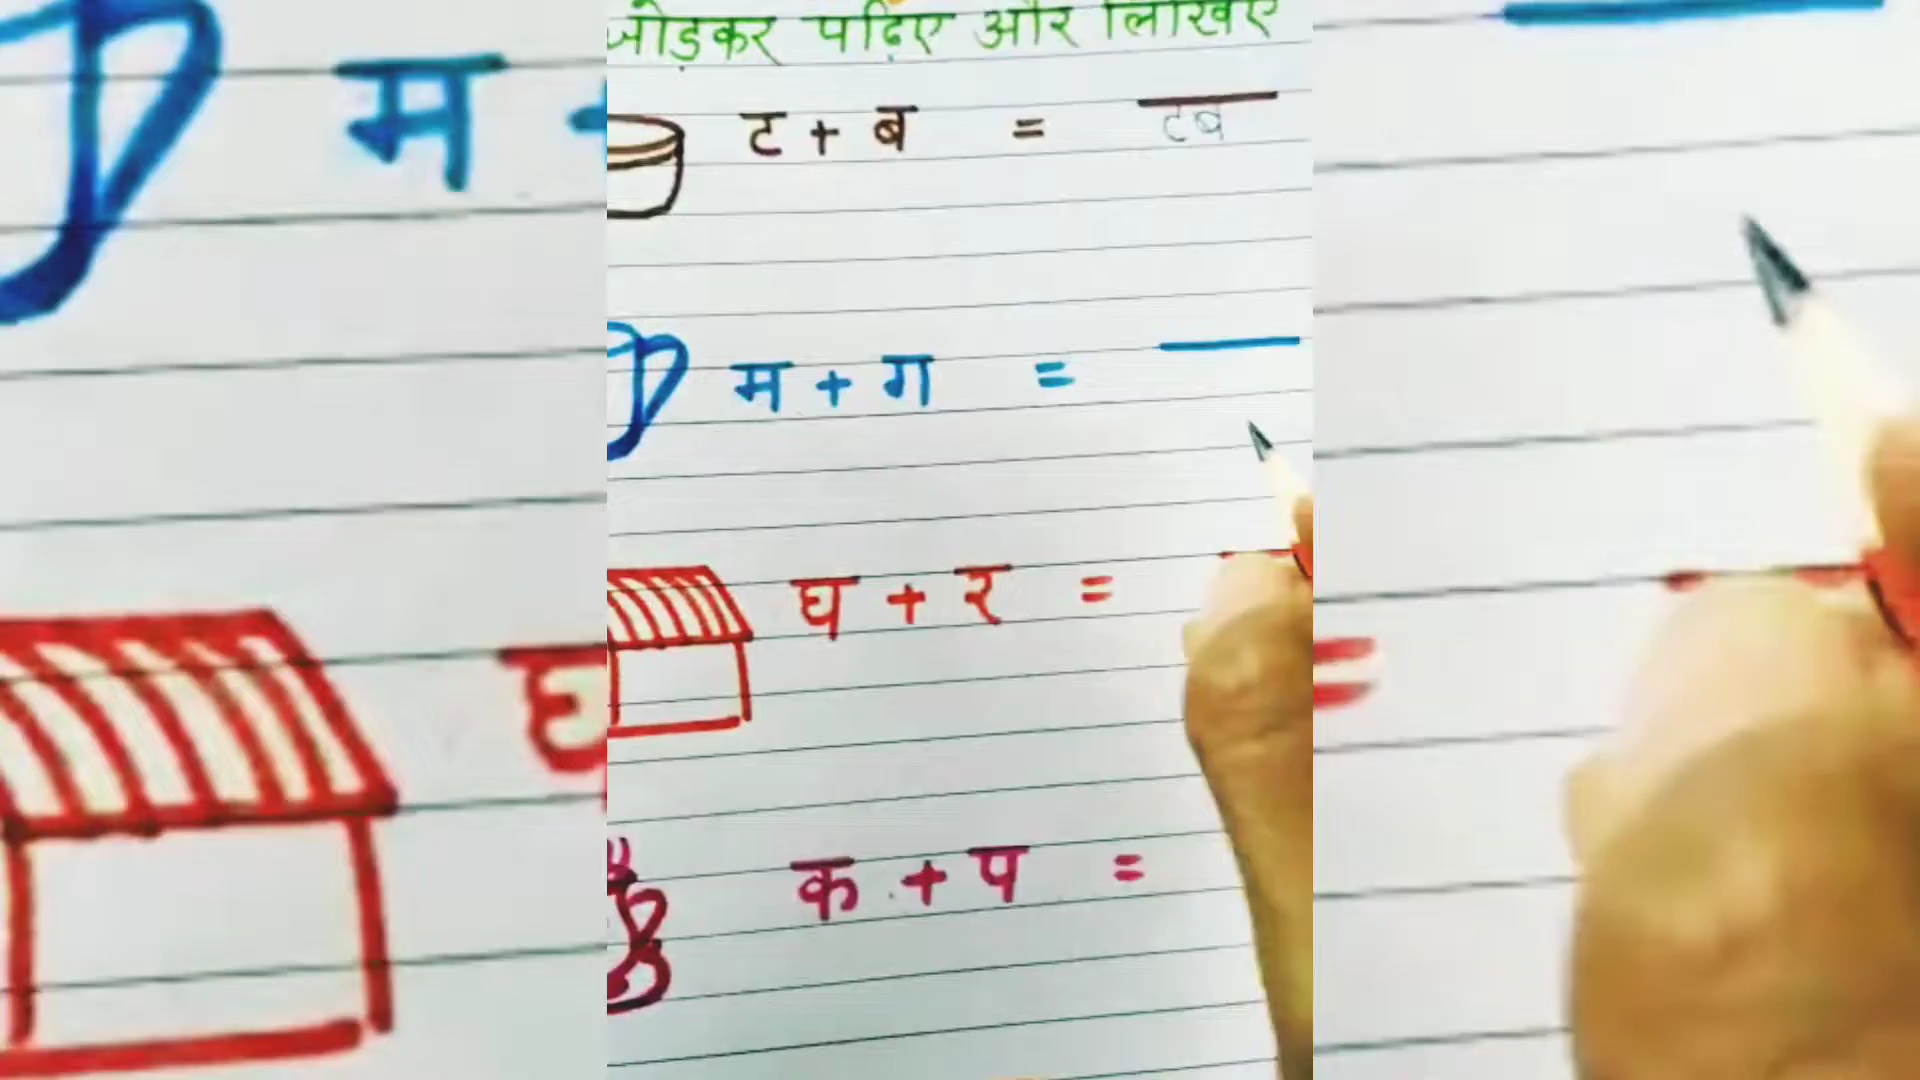 जोड़कर पढ़िए और लिखिए
ट + ब = टब
म + ग =
घ + र =
क + प =